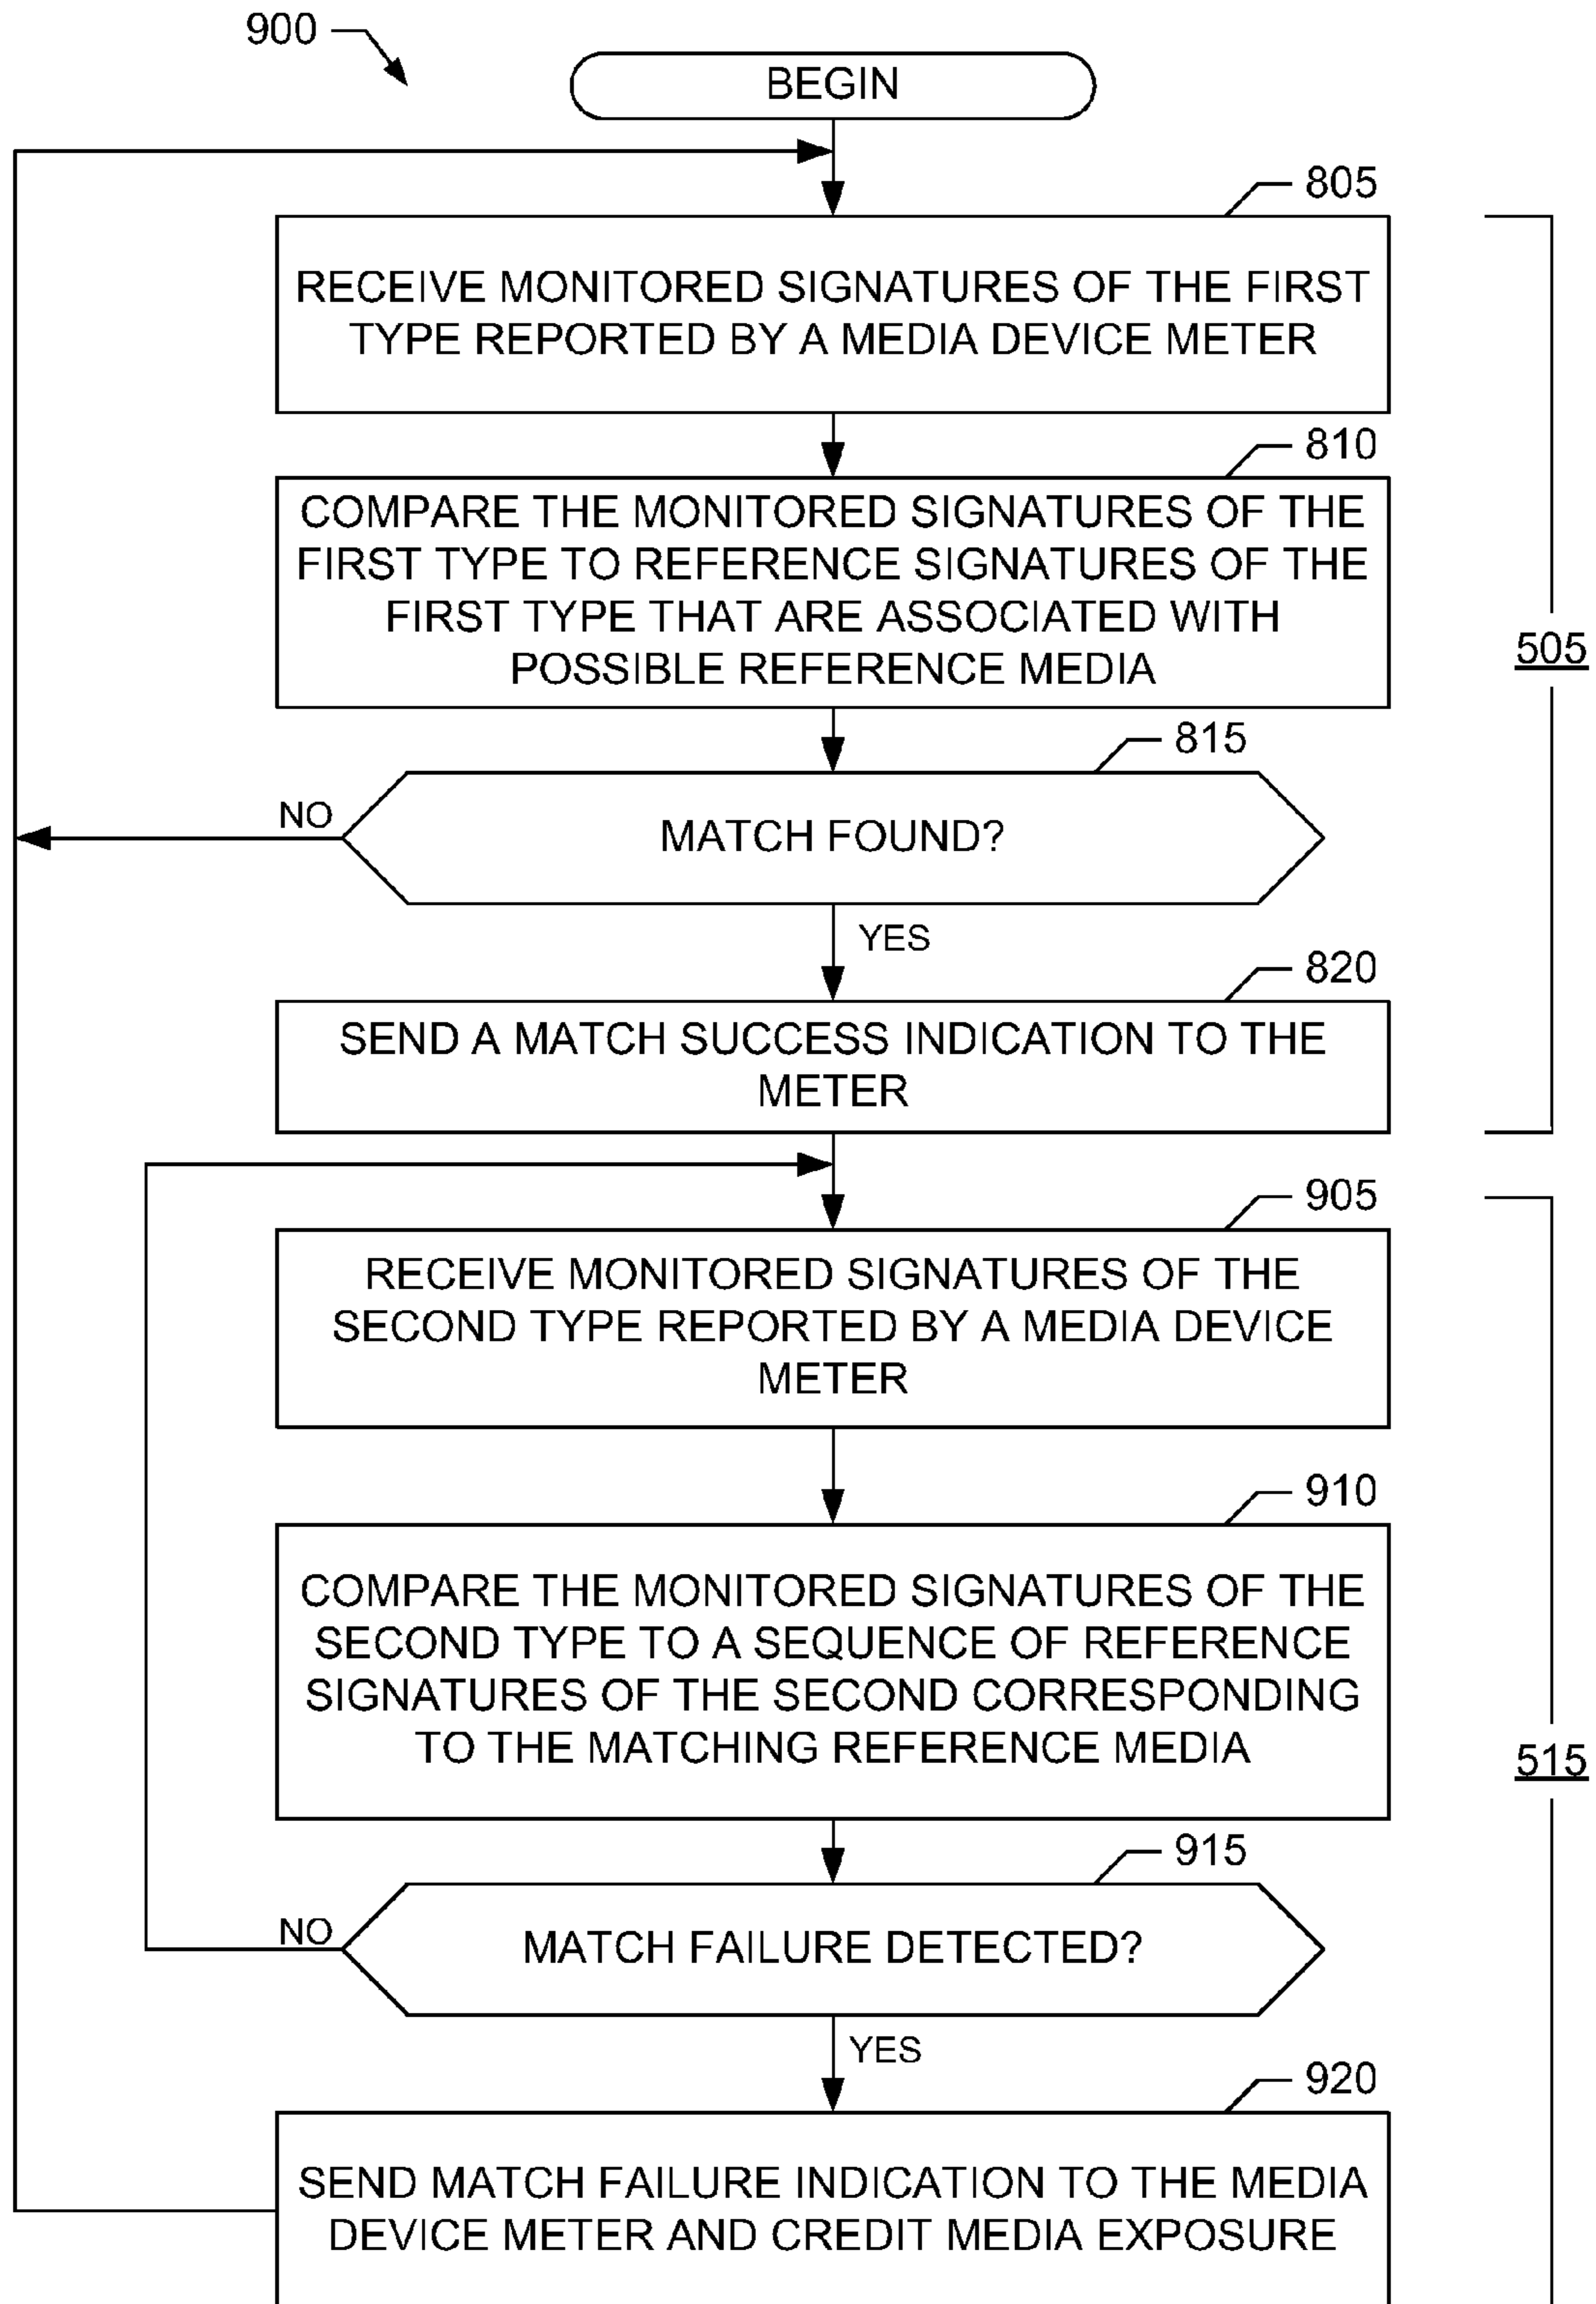 900
BEGIN
805
RECEIVE MONITORED SIGNATURES OF THE FIRST
TYPE REPORTED BY A MEDIA DEVICE METER
810
COMPARE THE MONITORED SIGNATURES OF THE
FIRST TYPE TO REFERENCE SIGNATURES OF THE
FIRST TYPE THAT ARE ASSOCIATED WITH
POSSIBLE REFERENCE MEDIA
505
815
NO
MATCH FOUND?
YES
820
SEND A MATCH SUCCESS INDICATION TO THE
METER
905
RECEIVE MONITORED SIGNATURES OF THE
SECOND TYPE REPORTED BY A MEDIA DEVICE
METER
910
COMPARE THE MONITORED SIGNATURES OF THE
SECOND TYPE TO A SEQUENCE OF REFERENCE
SIGNATURES OF THE SECOND CORRESPONDING
TO THE MATCHING REFERENCE MEDIA
515
915
NO
MATCH FAILURE DETECTED?
YES
920
SEND MATCH FAILURE INDICATION TO THE MEDIA
DEVICE METER AND CREDIT MEDIA EXPOSURE